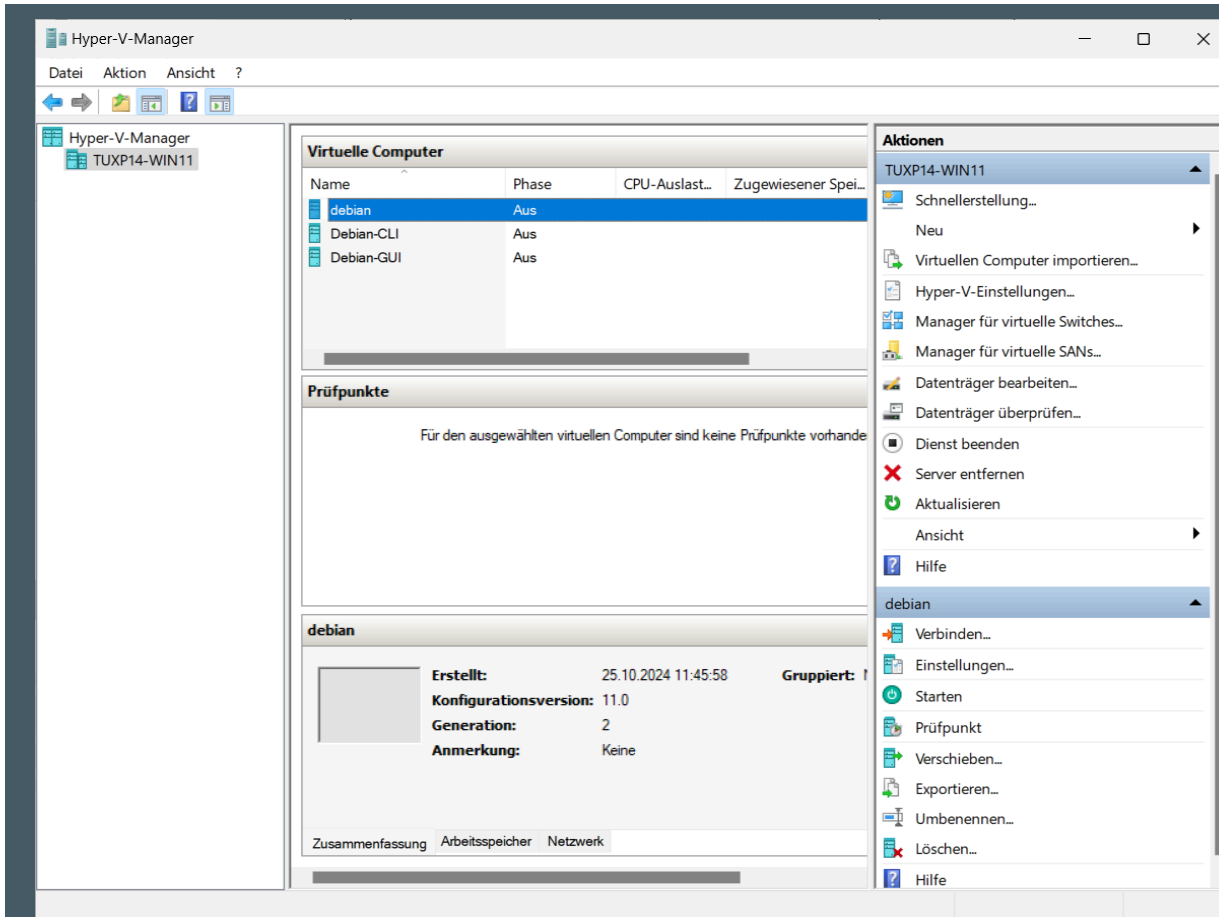 Hyper-V-Manager
Datei Aktion Ansicht ?
Hyper-V-Manager
TUXP14-WIN11
Virtuelle Computer
Name Phase CPU-Auslast... Zugewiesener Spei...
debian Aus
Debian-CLI Aus
Debian-GUI Aus
Prüfpunkte
Für den ausgewählten virtuellen Computer sind keine Prüfpunkte vorhande
debian
Erstellt: 25.10.2024 11:45:58 Gruppiert:
Konfigurationsversion: 11.0
Generation: 2
Anmerkung: Keine
Zusammenfassung Arbeitsspeicher Netzwerk
Aktionen
TUXP14-WIN11
Schnellerstellung...
Neu
Virtuellen Computer importieren...
Hyper-V-Einstellungen...
Manager für virtuelle Switches...
Manager für virtuelle SANs...
Datenträger bearbeiten...
Datenträger überprüfen...
Dienst beenden
Server entfernen
Aktualisieren
Ansicht
Hilfe
debian
Verbinden...
Einstellungen...
Starten
Prüfpunkt
Verschieben...
Exportieren...
Umbenennen...
Löschen...
Hilfe